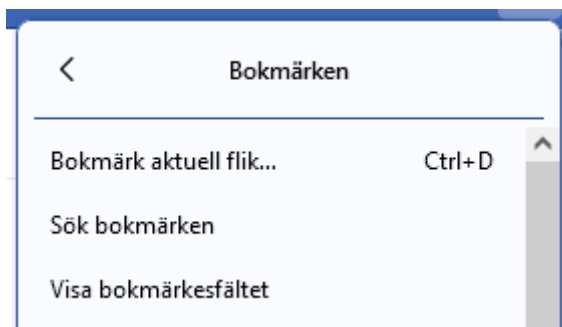 Bokmärken
Bokmärk aktuell flik... Ctrl+D
Sök bokmärken
Visa bokmärkesfältet